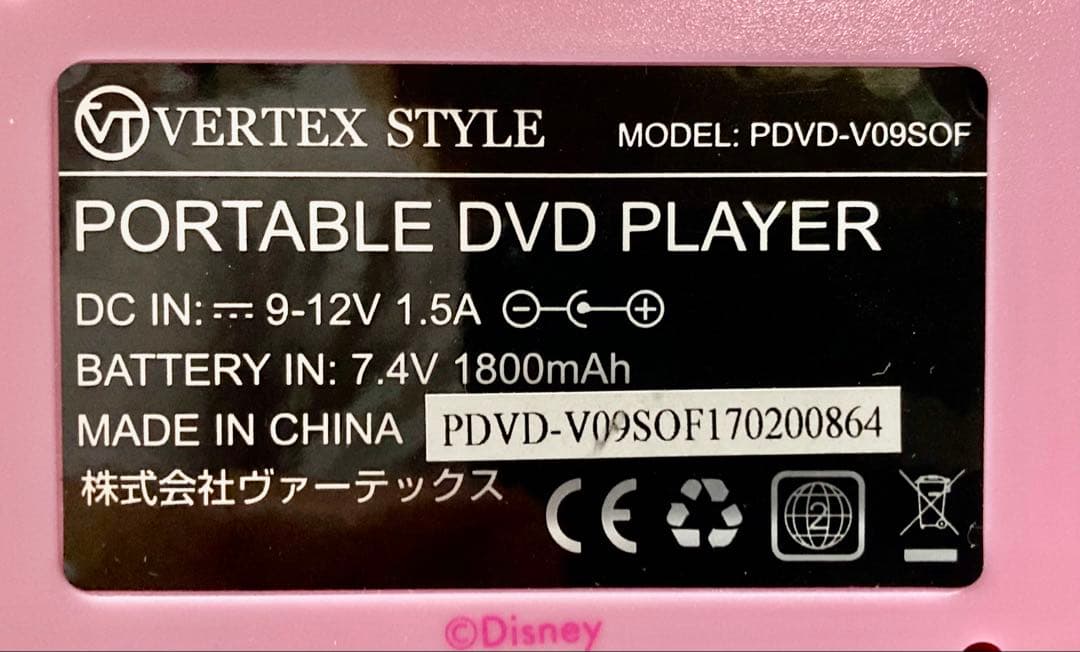 VT VERTEX STYLE
MODEL: PDVD-V09SOF
PORTABLE DVD PLAYER
DC IN: ⎓ 9-12V 1.5A
BATTERY IN: 7.4V 1800mAh
MADE IN CHINA
PDVD-V09SOF170200864
株式会社ヴァーテックス
CE
2
©Disney